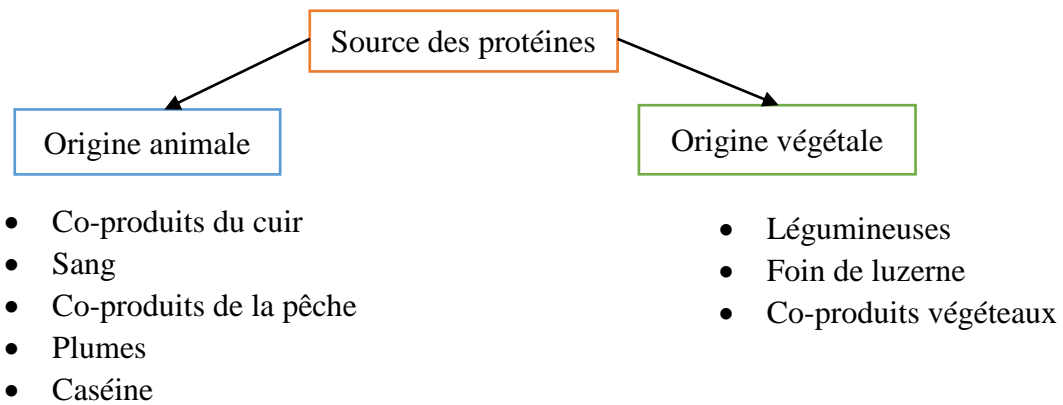 Source des protéines
Origine animale
• Co-produits du cuir
• Sang
• Co-produits de la pêche
• Plumes
• Caséine
Origine végétale
• Légumineuses
• Foin de luzerne
• Co-produits végéteaux